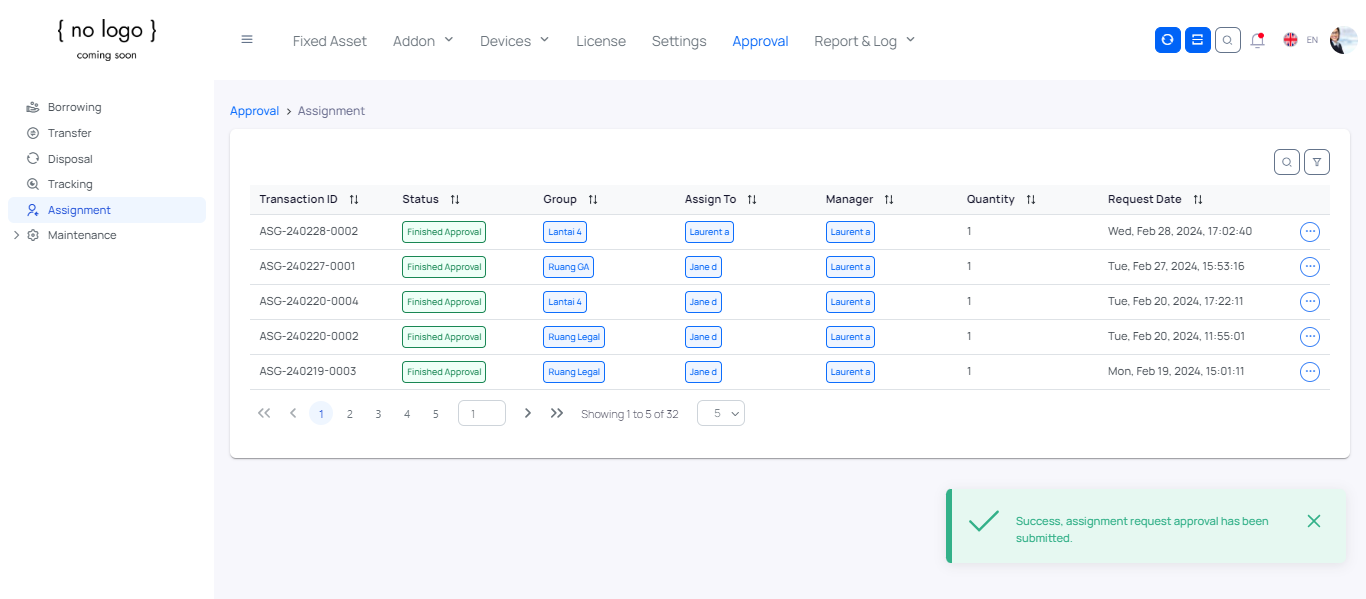 { no logo }
coming soon
Fixed Asset Addon Devices License Settings Approval Report & Log EN
Borrowing
Transfer
Disposal
Tracking
Assignment
Maintenance
Approval > Assignment
Transaction ID Status Group Assign To Manager Quantity Request Date
ASG-240228-0002 Finished Approval Lantai 4 Laurent a Laurent a 1 Wed, Feb 28, 2024, 17:02:40
ASG-240227-0001 Finished Approval Ruang GA Jane d Laurent a 1 Tue, Feb 27, 2024, 15:53:16
ASG-240220-0004 Finished Approval Lantai 4 Jane d Laurent a 1 Tue, Feb 20, 2024, 17:22:11
ASG-240220-0002 Finished Approval Ruang Legal Jane d Laurent a 1 Tue, Feb 20, 2024, 11:55:01
ASG-240219-0003 Finished Approval Ruang Legal Jane d Laurent a 1 Mon, Feb 19, 2024, 15:01:11
1 2 3 4 5 1 Showing 1 to 5 of 32 5
Success, assignment request approval has been
submitted.